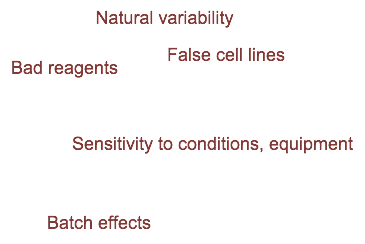 Natural variability
False cell lines
Bad reagents
Sensitivity to conditions, equipment
Batch effects